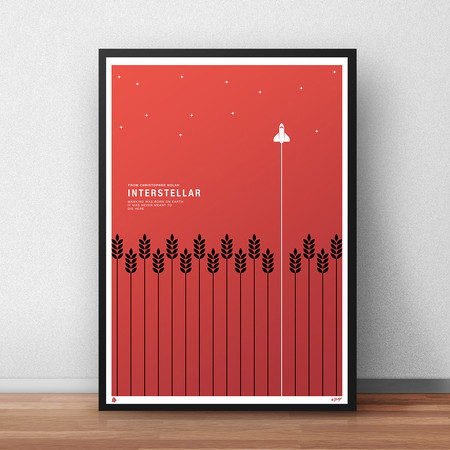 FROM CHRISTOPHER NOLAN
INTERSTELLAR
MANKIND WAS BORN ON EARTH
IT WAS NEVER MEANT TO
DIE HERE